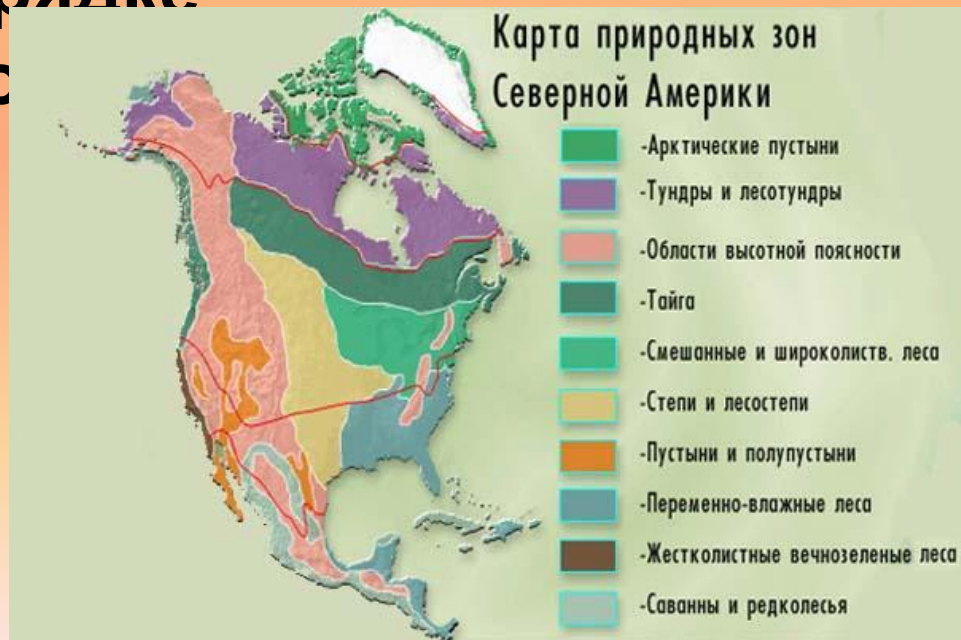 Карта природных зон
Северной Америки
-Арктические пустыни
-Тундры и лесотундры
-Области высотной поясности
-Тайга
-Смешанные и широколиств. леса
-Степи и лесостепи
-Пустыни и полупустыни
-Переменно-влажные леса
-Жестколистные вечнозеленые леса
-Саванны и редколесья